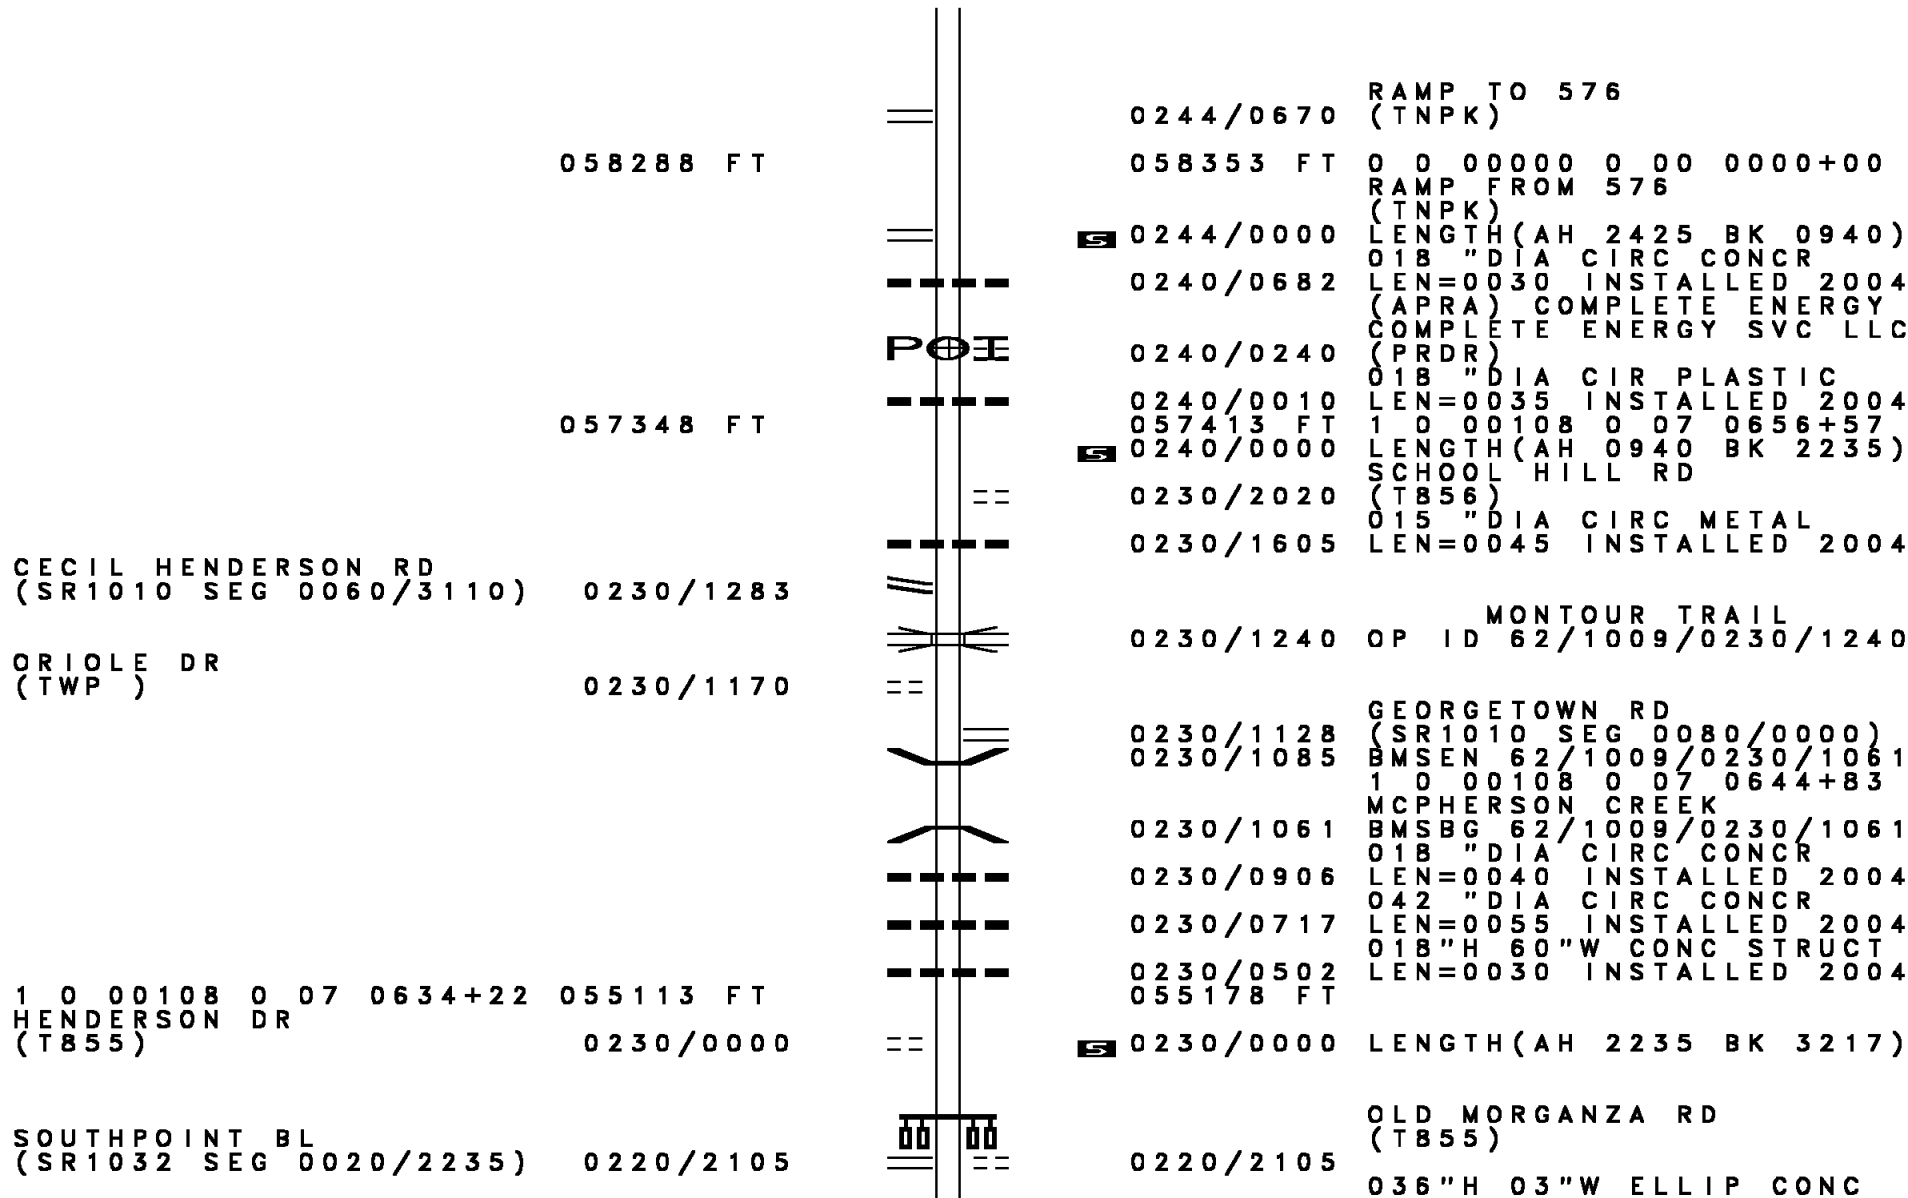 RAMP TO 576
0244/0670 (TNPK)
058288 FT 058353 FT 0 0 00000 0 00 0000+00
RAMP FROM 576
(TNPK)
S 0244/0000 LENGTH(AH 2425 BK 0940)
018 "DIA CIRC CONCR
0240/0682 LEN=0030 INSTALLED 2004
(APRA) COMPLETE ENERGY
COMPLETE ENERGY SVC LLC
POI 0240/0240 (PRDR)
018 "DIA CIR PLASTIC
0240/0010 LEN=0035 INSTALLED 2004
057348 FT 057413 FT 1 0 00108 0 07 0656+57
S 0240/0000 LENGTH(AH 0940 BK 2235)
SCHOOL HILL RD
0230/2020 (T856)
015 "DIA CIRC METAL
0230/1605 LEN=0045 INSTALLED 2004
CECIL HENDERSON RD
(SR1010 SEG 0060/3110) 0230/1283
MONTOUR TRAIL
0230/1240 OP ID 62/1009/0230/1240
ORIOLE DR
(TWP ) 0230/1170
GEORGETOWN RD
0230/1128 (SR1010 SEG 0080/0000)
0230/1085 BMSEN 62/1009/0230/1061
1 0 00108 0 07 0644+83
MCPHERSON CREEK
0230/1061 BMSBG 62/1009/0230/1061
018 "DIA CIRC CONCR
0230/0906 LEN=0040 INSTALLED 2004
042 "DIA CIRC CONCR
0230/0717 LEN=0055 INSTALLED 2004
018"H 60"W CONC STRUCT
0230/0502 LEN=0030 INSTALLED 2004
1 0 00108 0 07 0634+22 055113 FT 055178 FT
HENDERSON DR
(T855) 0230/0000 S 0230/0000 LENGTH(AH 2235 BK 3217)
OLD MORGANZA RD
SOUTHPOINT BL (T855)
(SR1032 SEG 0020/2235) 0220/2105 0220/2105
036"H 03"W ELLIP CONC